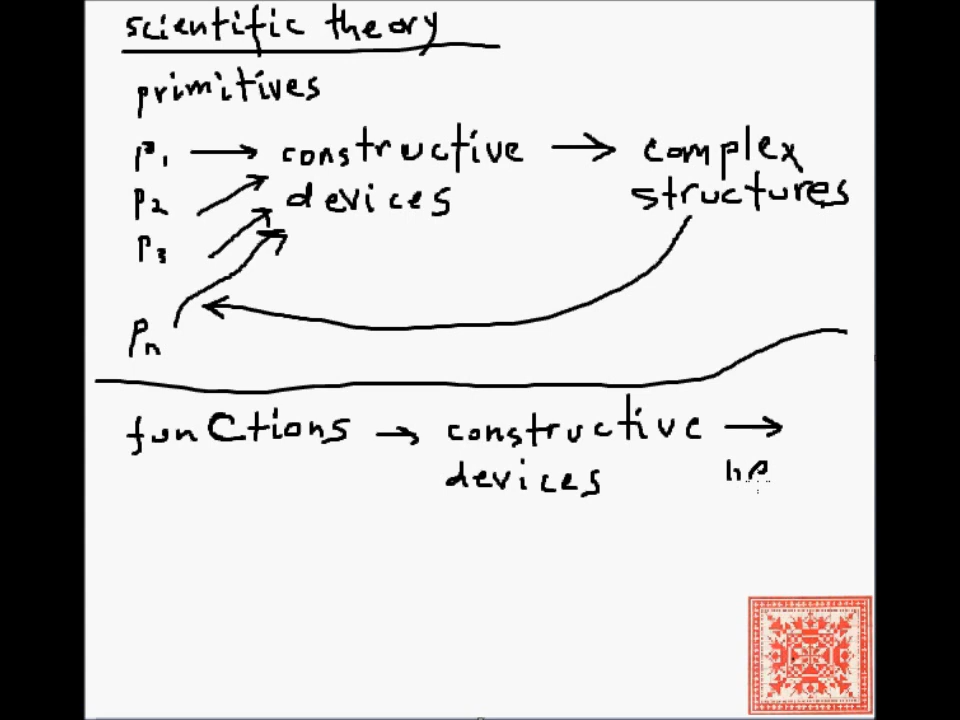 scientific theory
primitives
P1 → constructive → complex
P2 devices structures
P3
Pn
functions → constructive →
devices